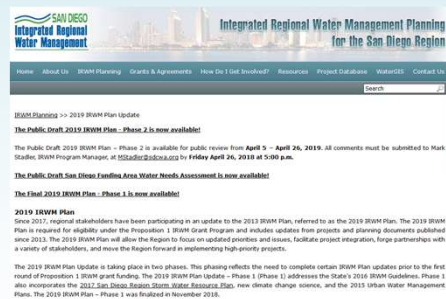 SAN DIEGO
Integrated Regional
Water Management
Integrated Regional Water Management Planning
for the San Diego Region
Home About Us IRWM Planning Grants & Agreements How Do I Get Involved? Resources Project Database WaterGIS Contact Us
Search
IRWM Planning >> 2019 IRWM Plan Update
The Public Draft 2019 IRWM Plan - Phase 2 is now available!
The Public Draft 2019 IRWM Plan – Phase 2 is available for public review from April 5 – April 26, 2019. All comments must be submitted to Mark
Stadler, IRWM Program Manager, at MStadler@sdcwa.org by Friday April 26, 2018 at 5:00 p.m.
The Public Draft San Diego Funding Area Water Needs Assessment is now available!
The Final 2019 IRWM Plan - Phase 1 is now available!
2019 IRWM Plan
Since 2017, regional stakeholders have been participating in an update to the 2013 IRWM Plan, referred to as the 2019 IRWM Plan. The 2019 IRWM
Plan is required for eligibility under the Proposition 1 IRWM Grant Program and includes updates from projects and planning documents published
since 2013. The 2019 IRWM Plan will allow the Region to focus on updated priorities and issues, facilitate project integration, forge partnerships with
a variety of stakeholders, and move the Region forward in implementing high-priority projects.
The 2019 IRWM Plan Update is taking place in two phases. This phasing reflects the need to complete certain IRWM Plan updates prior to the first
round of Proposition 1 IRWM grant funding. The 2019 IRWM Plan Update – Phase 1 (Phase 1) addresses the State's 2016 IRWM Guidelines. Phase 1
also incorporates the 2017 San Diego Region Storm Water Resource Plan, new climate change science, and the 2015 Urban Water Management
Plans. The 2019 IRWM Plan – Phase 1 was finalized in November 2018.